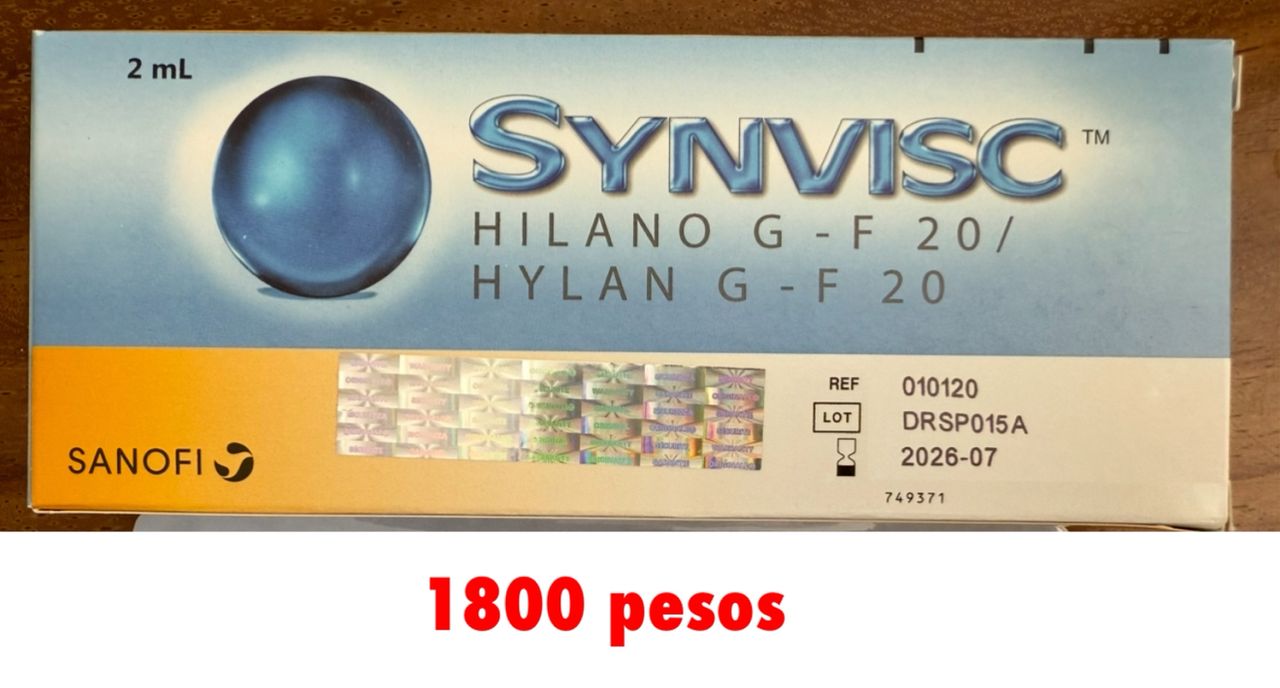 2 mL
SYNVISC™
HILANO G - F 20/
HYLAN G - F 20
REF 010120
LOT DRSP015A
2026-07
749371
SANOFI
1800 pesos